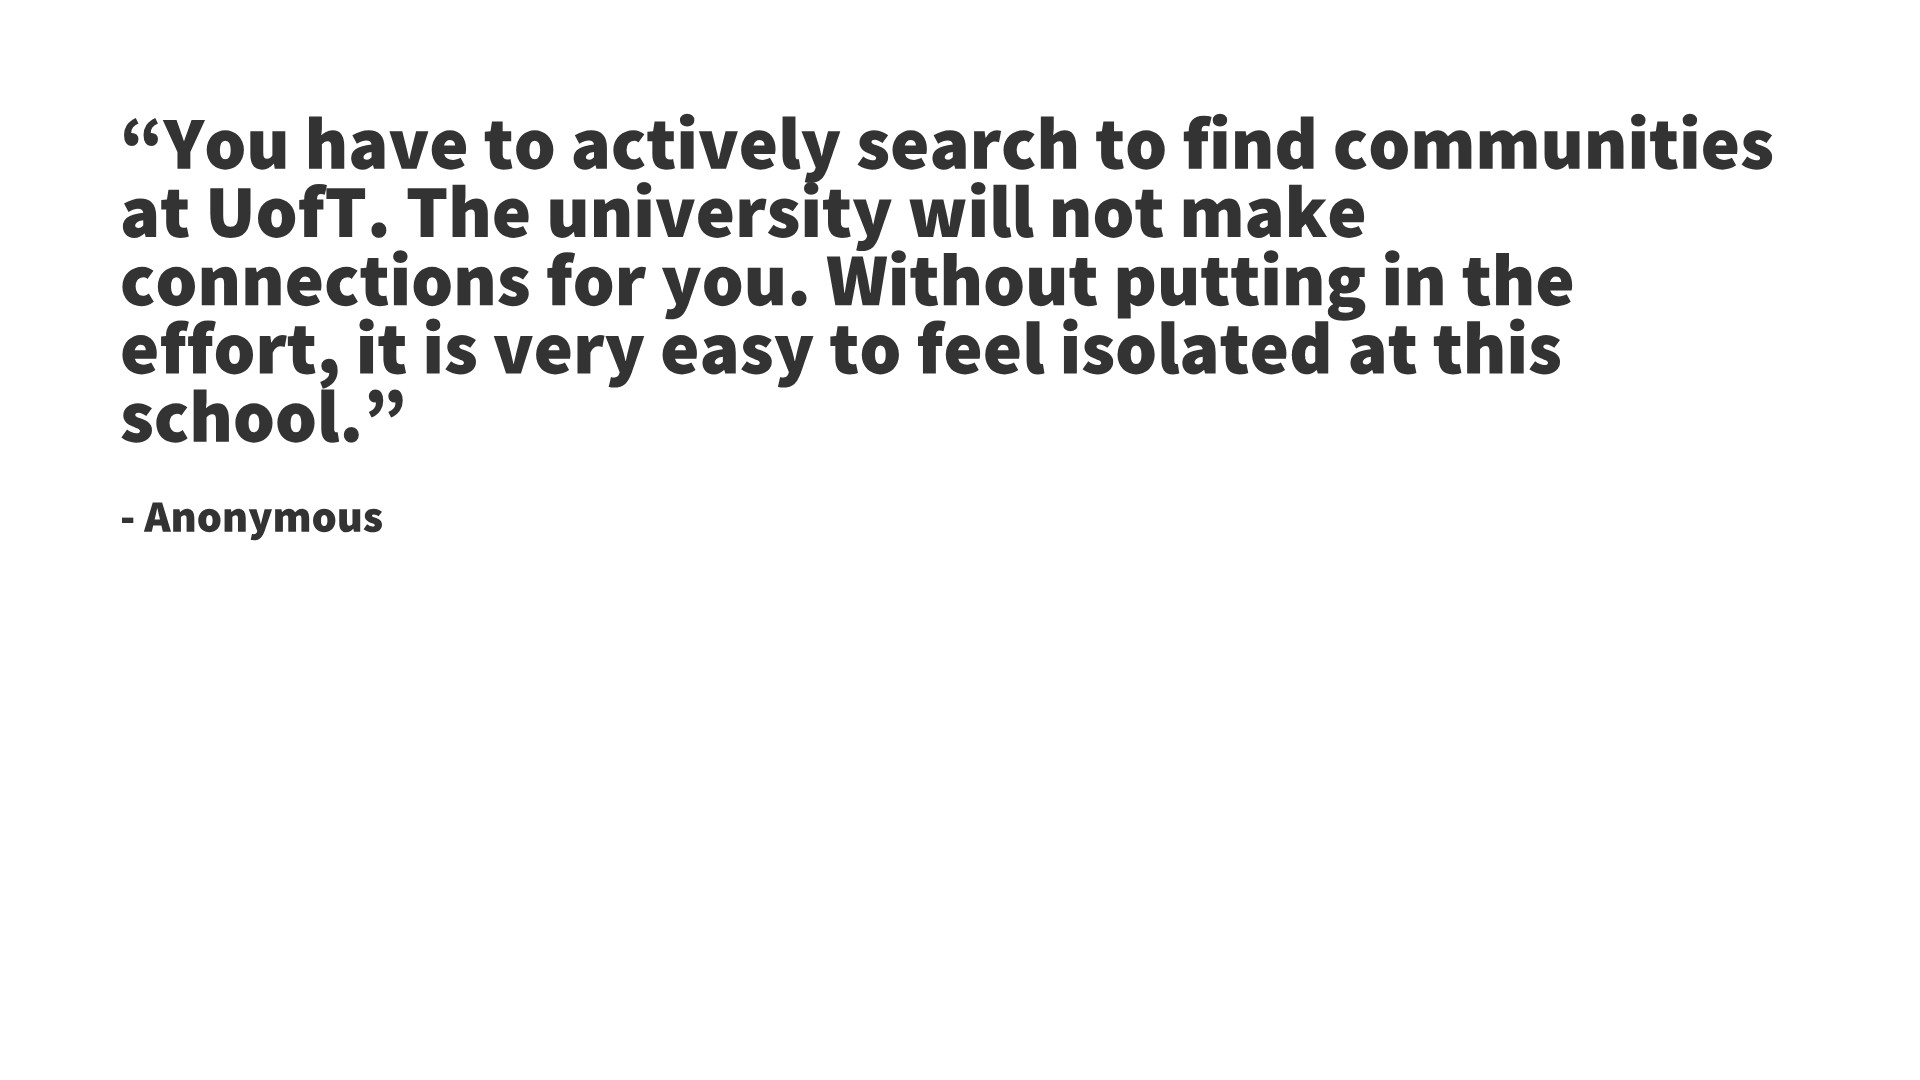 “You have to actively search to find communities
at UofT. The university will not make
connections for you. Without putting in the
effort, it is very easy to feel isolated at this
school.”
- Anonymous